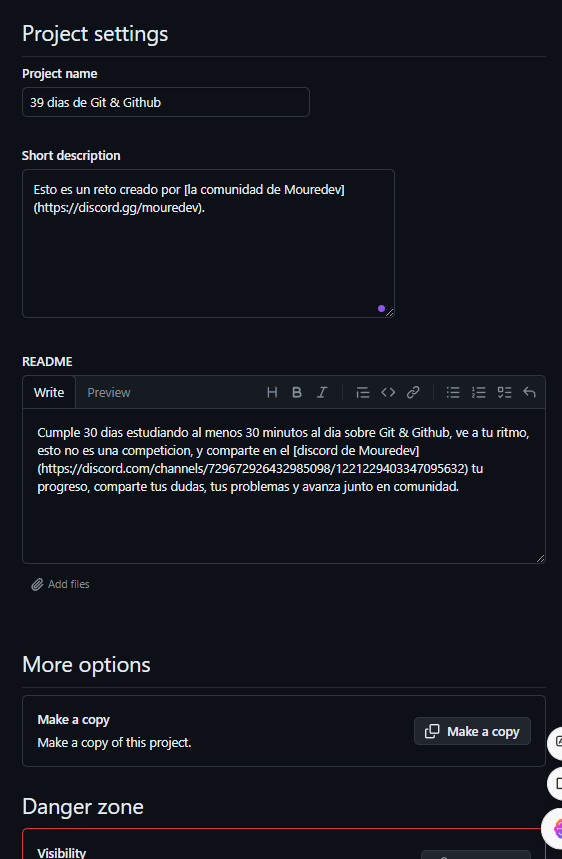 Project settings
Project name
39 dias de Git & Github
Short description
Esto es un reto creado por [la comunidad de Mouredev]
(https://discord.gg/mouredev).
README
Write Preview
Cumple 30 dias estudiando al menos 30 minutos al dia sobre Git & Github, ve a tu ritmo,
esto no es una competicion, y comparte en el [discord de Mouredev]
(https://discord.com/channels/729672926432985098/1221229403347095632) tu
progreso, comparte tus dudas, tus problemas y avanza junto en comunidad.
Add files
More options
Make a copy
Make a copy of this project.
Make a copy
Danger zone
Visibility